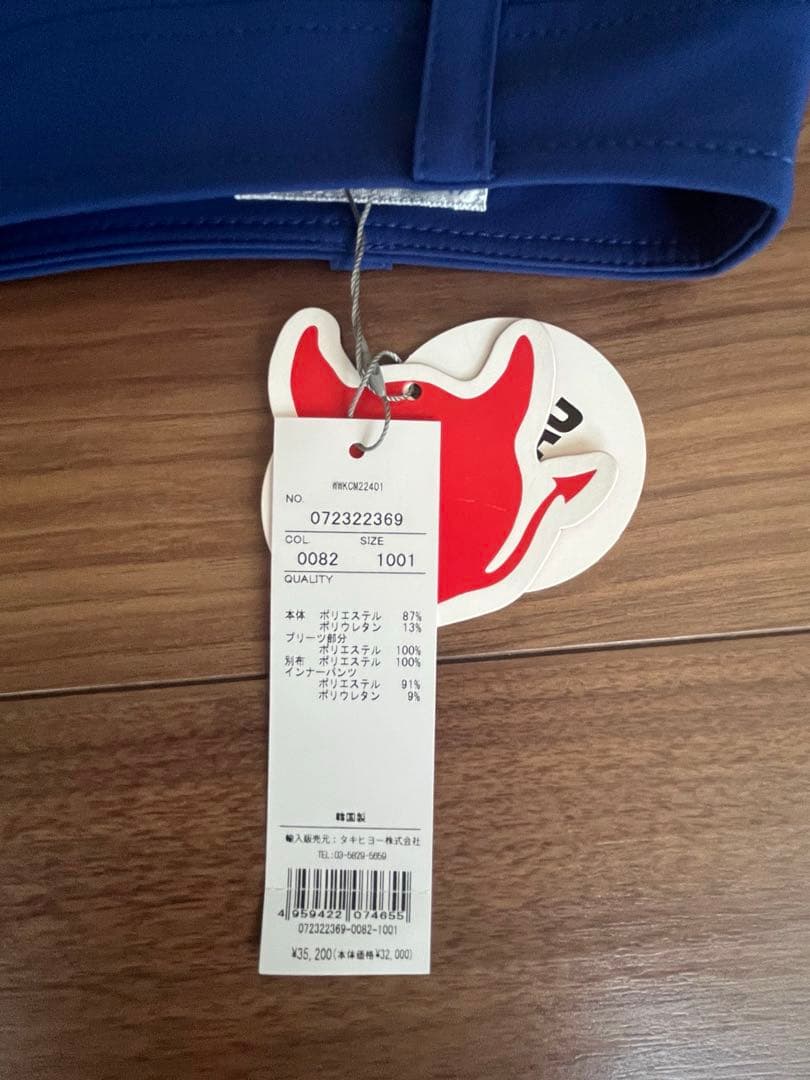 WWKCM22401
NO.
072322369
COL. SIZE
0082 1001
QUALITY
本体 ポリエステル 87%
ポリウレタン 13%
プリーツ部分
ポリエステル 100%
別布 ポリエステル 100%
インナーパンツ
ポリエステル 91%
ポリウレタン 9%
韓国製
輸入販売元：タキヒヨー株式会社
TEL:03-5829-5659
4 959422 074655
072322369-0082-1001
¥35,200(本体価格¥32,000)